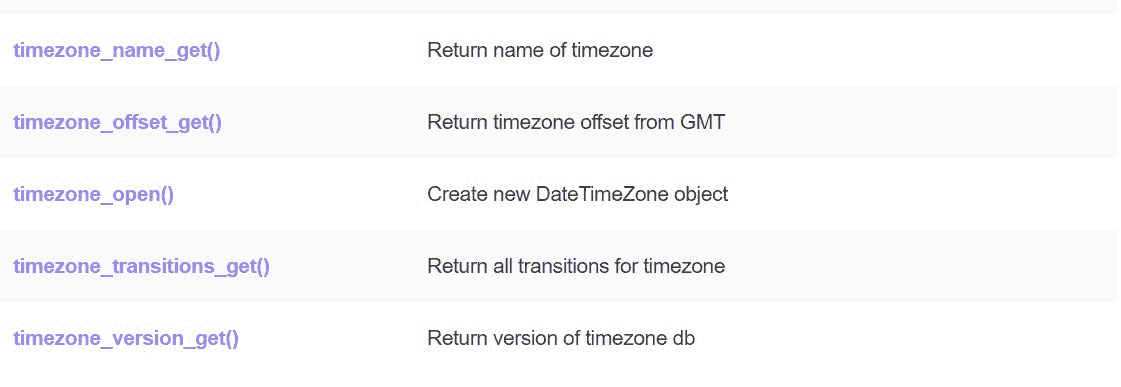 timezone_name_get() Return name of timezone
timezone_offset_get() Return timezone offset from GMT
timezone_open() Create new DateTimeZone object
timezone_transitions_get() Return all transitions for timezone
timezone_version_get() Return version of timezone db